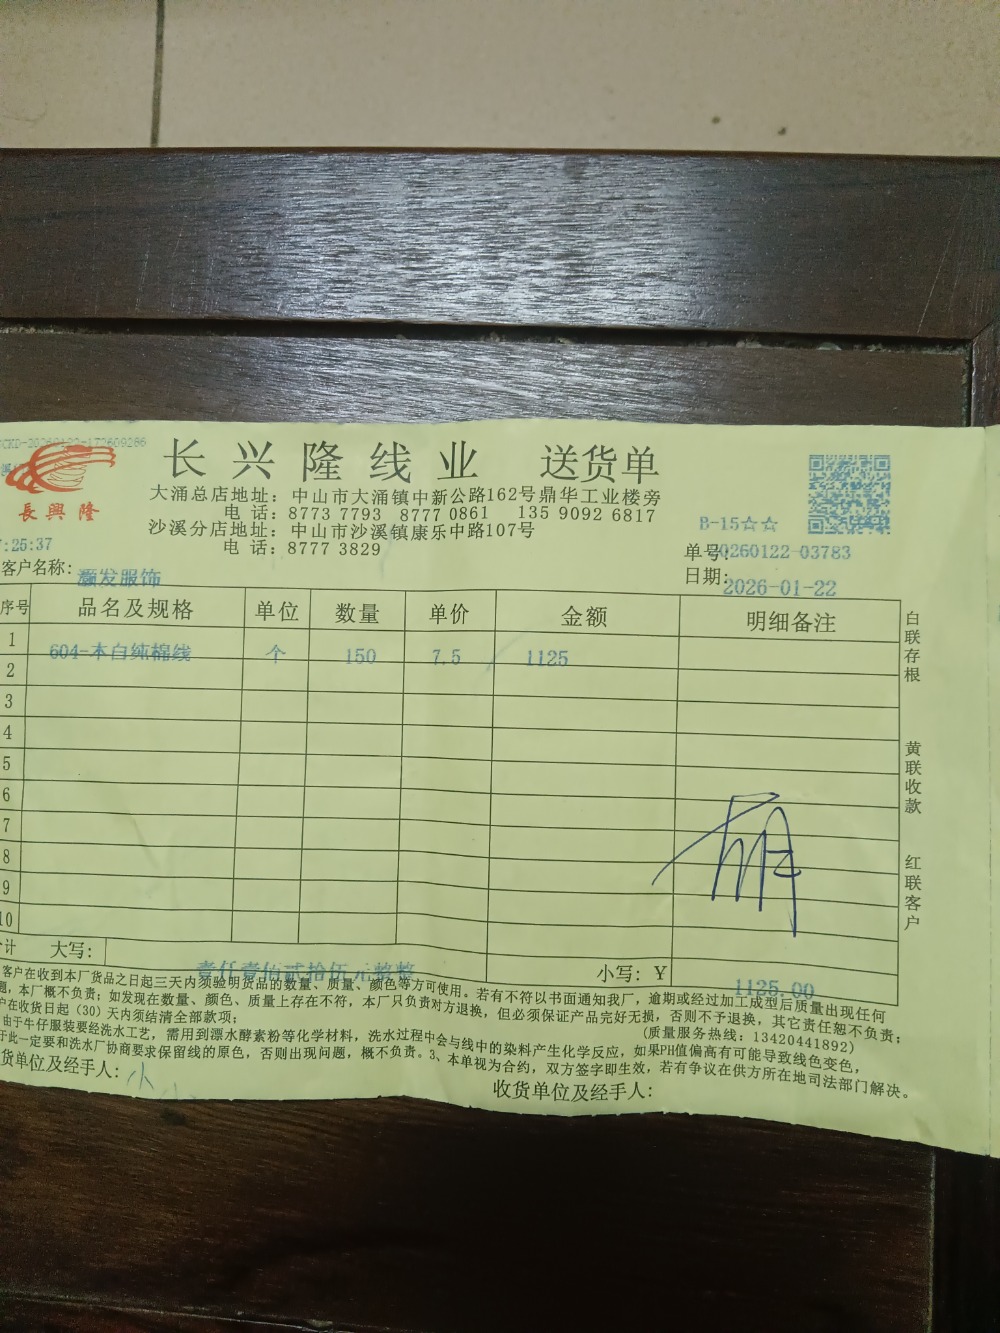 长兴隆线业 送货单
長興隆
大涌总店地址：中山市大涌镇中新公路162号鼎华工业楼旁
电 话：8773 7793 8777 0861 135 9092 6817
沙溪分店地址：中山市沙溪镇康乐中路107号
电 话：8777 3829
B-15☆☆
:25:37
单号：20260122-03783
客户名称：灏发服饰
日期：2026-01-22
序号 品名及规格 单位 数量 单价 金额 明细备注
1 604-本白纯棉线 个 150 7.5 1125
2
3
4
5
6
7
8
9
10
白联存根 黄联收款 红联客户
计 大写：壹仟壹佰贰拾伍元整整 小写：Y 1125.00
客户在收到本厂货品之日起三天内须验明货品的数量、质量、颜色等方可使用。若有不符以书面通知我厂，逾期或经过加工成型后质量出现任何
题，本厂概不负责；如发现在数量、颜色、质量上存在不符，本厂只负责对方退换，但必须保证产品完好无损，否则不予退换，其它责任恕不负责；
户在收货日起（30）天内须结清全部款项； （质量服务热线：13420441892）
由于牛仔服装要经洗水工艺，需用到漂水酵素粉等化学材料，洗水过程中会与线中的染料产生化学反应，如果PH值偏高有可能导致线色变色，
于此一定要和洗水厂协商要求保留线的原色，否则出现问题，概不负责。3、本单视为合约，双方签字即生效，若有争议在供方所在地司法部门解决。
货单位及经手人： 收货单位及经手人：